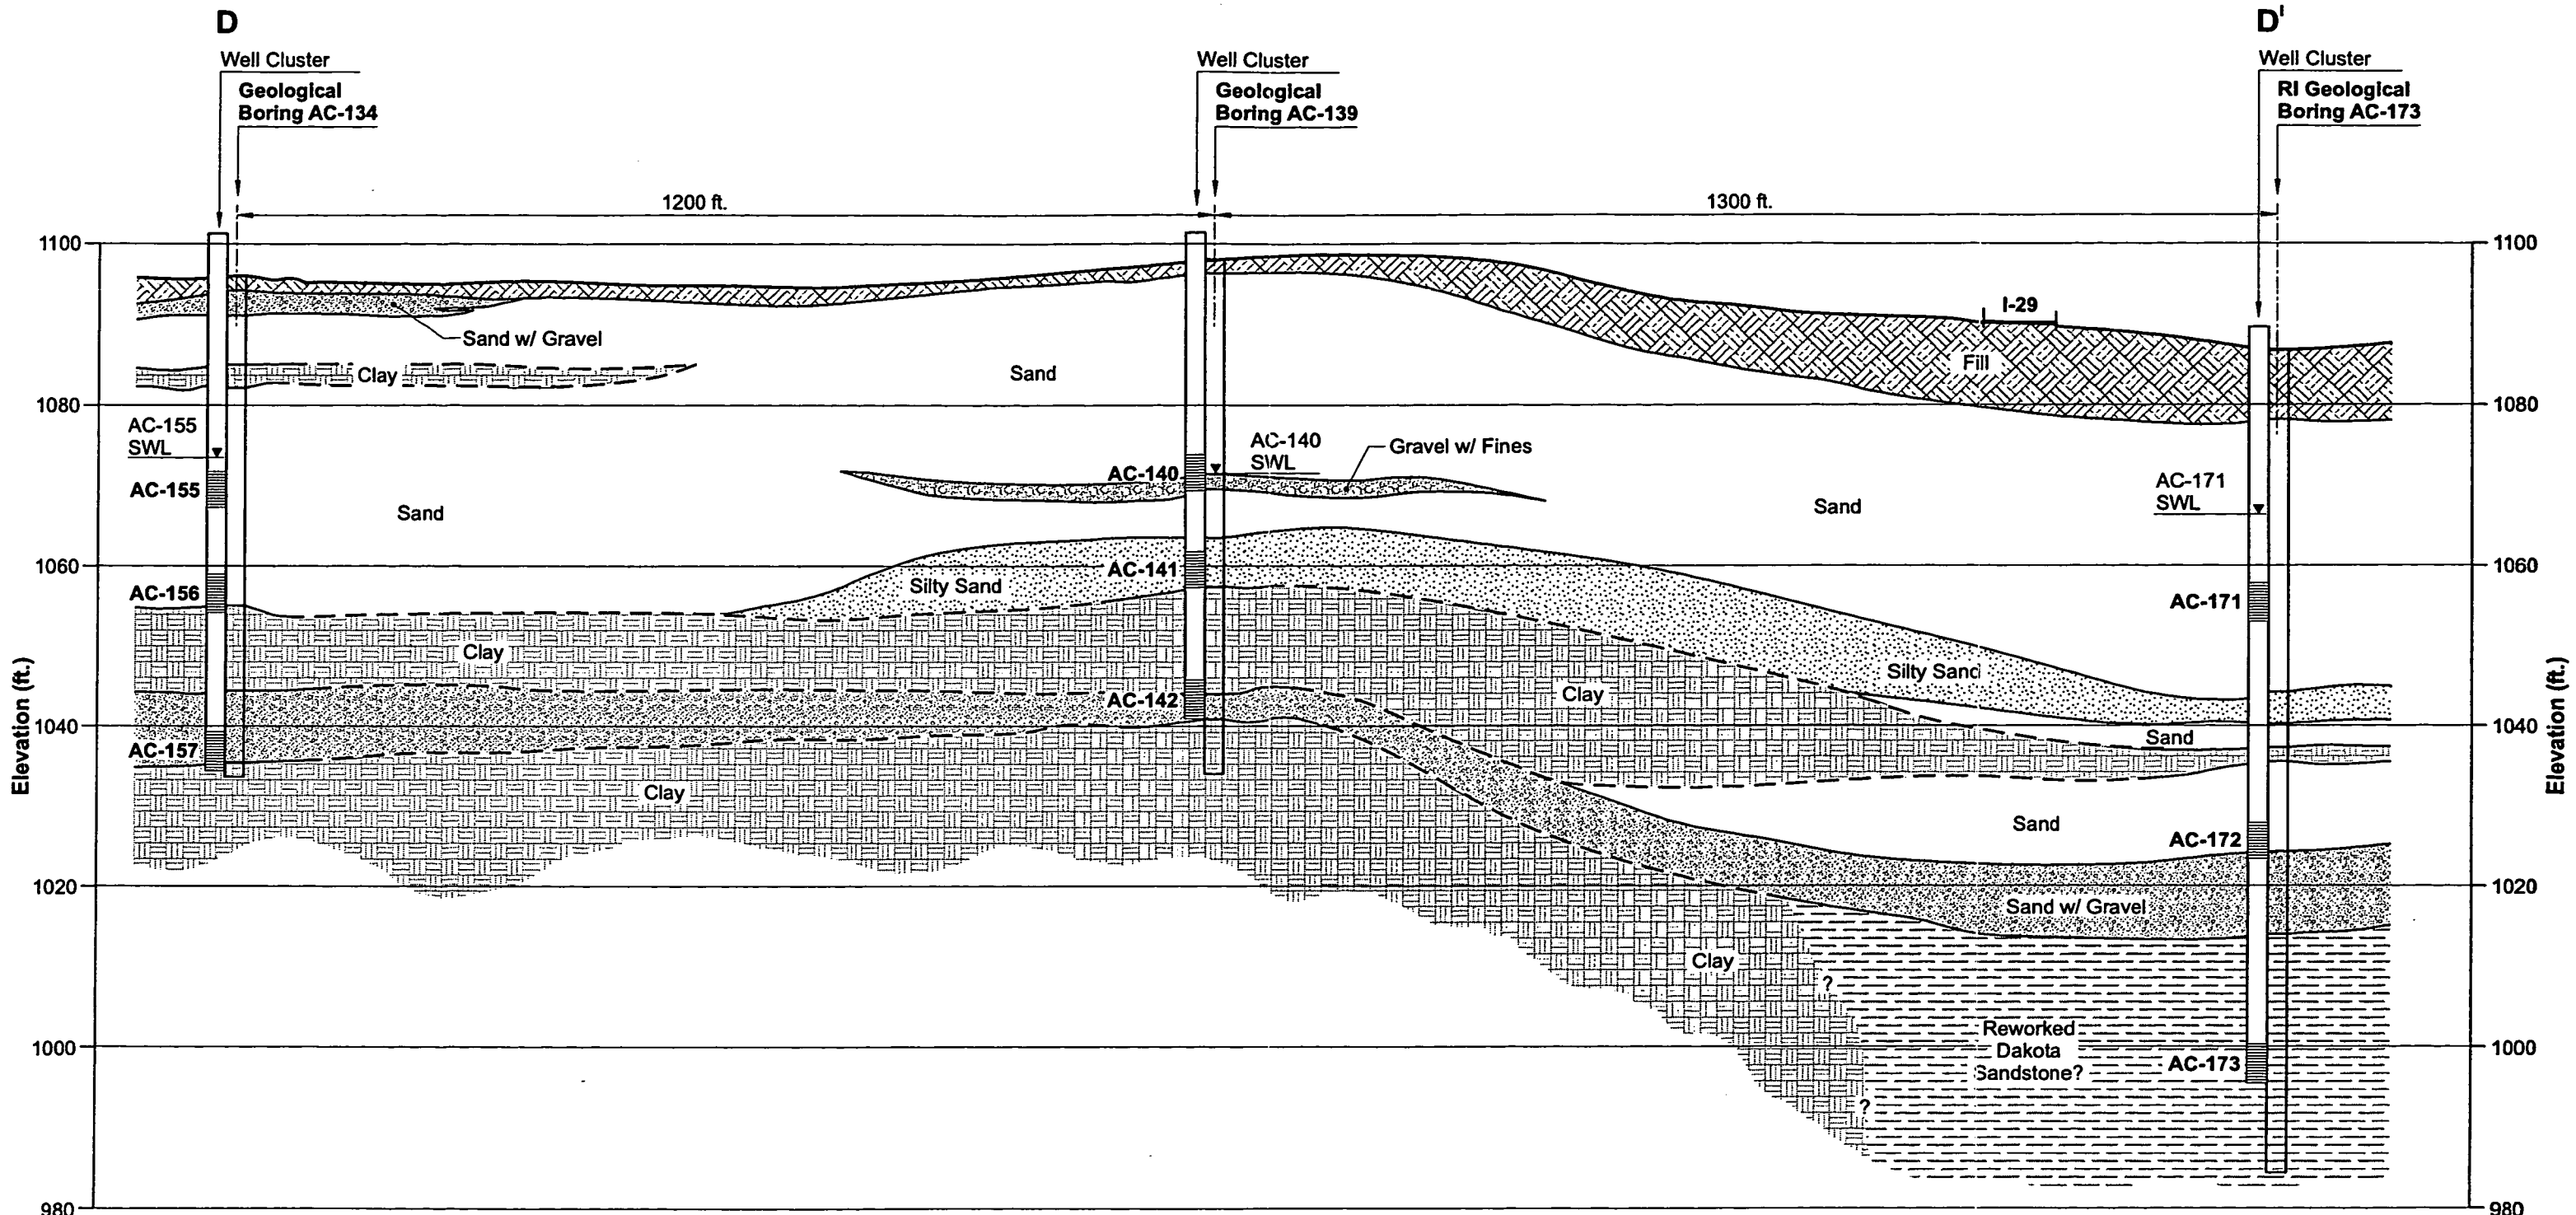 D
D'
Well Cluster
Geological
Boring AC-134
Well Cluster
Geological
Boring AC-139
Well Cluster
RI Geological
Boring AC-173
1200 ft.
1300 ft.
1100
1100
I-29
Sand w/ Gravel
Clay
Sand
Fill
1080
1080
AC-155
SWL
AC-155
AC-140
AC-140
SWL
Gravel w/ Fines
Sand
Sand
AC-171
SWL
1060
1060
AC-156
Silty Sand
AC-141
AC-171
Clay
Clay
Silty Sand
AC-142
Elevation (ft.)
Elevation (ft.)
1040
1040
AC-157
Sand
Clay
Sand
AC-172
1020
1020
Sand w/ Gravel
Clay
?
Reworked
Dakota
Sandstone?
1000
1000
AC-173
?
980
980